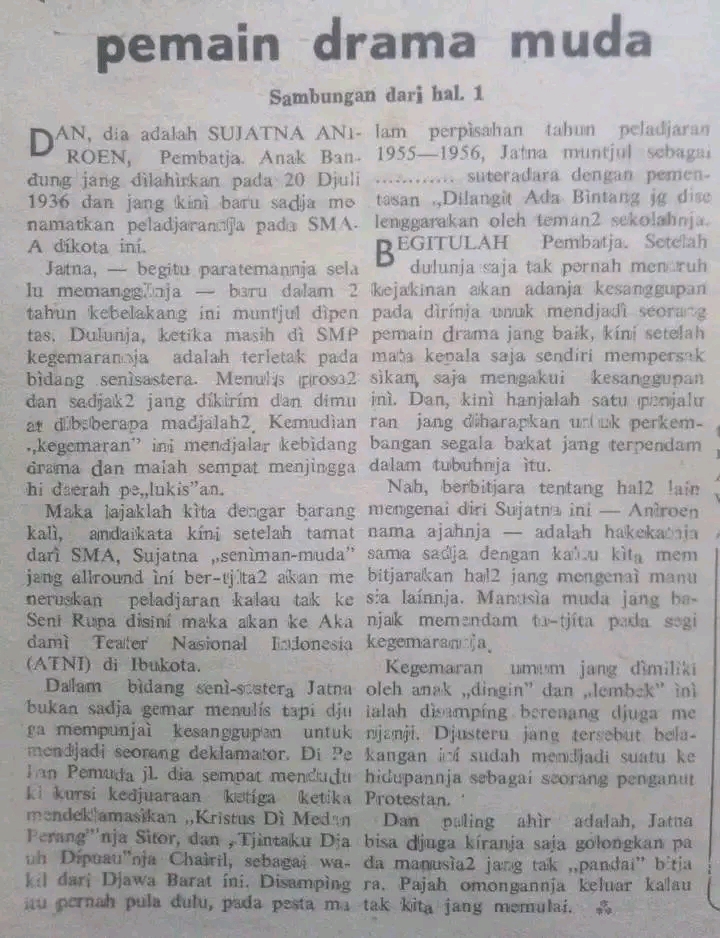 pemain drama muda
Sambungan dari hal. 1
DAN, dia adalah SUJATNA ANI-
ROEN, Pembatja. Anak Ban-
dung jang dilahirkan pada 20 Djuli
1936 dan jang kini baru sadja me
namatkan peladjarannja pada SMA-
A dikota ini.
Jatna, — begitu paratemannja sela
lu memanggilnja — baru dalam 2
tahun kebelakang ini muntjul dipen
tas. Dulunja, ketika masih di SMP
kegemarannja adalah terletak pada
bidang senisastera. Menulis prosa2
dan sadjak2 jang dikirim dan dimu
at dibeberapa madjalah2. Kemudian
„kegemaran" ini mendjalar kebidang
drama dan malah sempat menjingga
hi daerah pe„lukis"an.
Maka lajaklah kita dengar barang
kali, andaikata kini setelah tamat
dari SMA, Sujatna „seniman-muda"
jang allround ini ber-tjita2 akan me
neruskan peladjaran kalau tak ke
Seni Rupa disini maka akan ke Aka
dami Teater Nasional Indonesia
(ATNI) di Ibukota.
Dalam bidang seni-sastera Jatna
bukan sadja gemar menulis tapi dju
ga mempunjai kesanggupan untuk
mendjadi seorang deklamator. Di Pe
kan Pemuda jl. dia sempat mendudu
ki kursi kedjuaraan ketiga ketika
mendeklamasikan „Kristus Di Medan
Perang"nja Sitor, dan „Tjintaku Dja
uh Dipulau"nja Chairil, sebagai wa-
kil dari Djawa Barat ini. Disamping
itu pernah pula dulu, pada pesta ma
lam perpisahan tahun peladjaran
1955—1956, Jatna muntjul sebagai
............ suteradara dengan pemen-
tasan „Dilangit Ada Bintang jg dise
lenggarakan oleh teman2 sekolahnja.
BEGITULAH Pembatja. Setelah
dulunja saja tak pernah menaruh
kejakinan akan adanja kesanggupan
pada dirinja untuk mendjadi seorang
pemain drama jang baik, kini setelah
mata kepala saja sendiri mempersak
sikan, saja mengakui kesanggupan
ini. Dan, kini hanjalah satu penjalu
ran jang diharapkan untuk perkem-
bangan segala bakat jang terpendam
dalam tubuhnja itu.
Nah, berbitjara tentang hal2 lain
mengenai diri Sujatna ini — Aniroen
nama ajahnja — adalah hakekatnja
sama sadja dengan kalau kita mem
bitjarakan hal2 jang mengenai manu
sia lainnja. Manusia muda jang ba-
njak memendam tjita pada segi
kegemarannja.
Kegemaran umum jang dimiliki
oleh anak „dingin" dan „lembek" ini
ialah disamping berenang djuga me
njanji. Djusteru jang tersebut bela-
kangan ini sudah mendjadi suatu ke
hidupannja sebagai seorang penganut
Protestan.
Dan paling ahir adalah, Jatna
bisa djuga kiranja saja golongkan pa
da manusia2 jang tak „pandai" bitja
ra. Pajah omongannja keluar kalau
tak kita jang memulai.